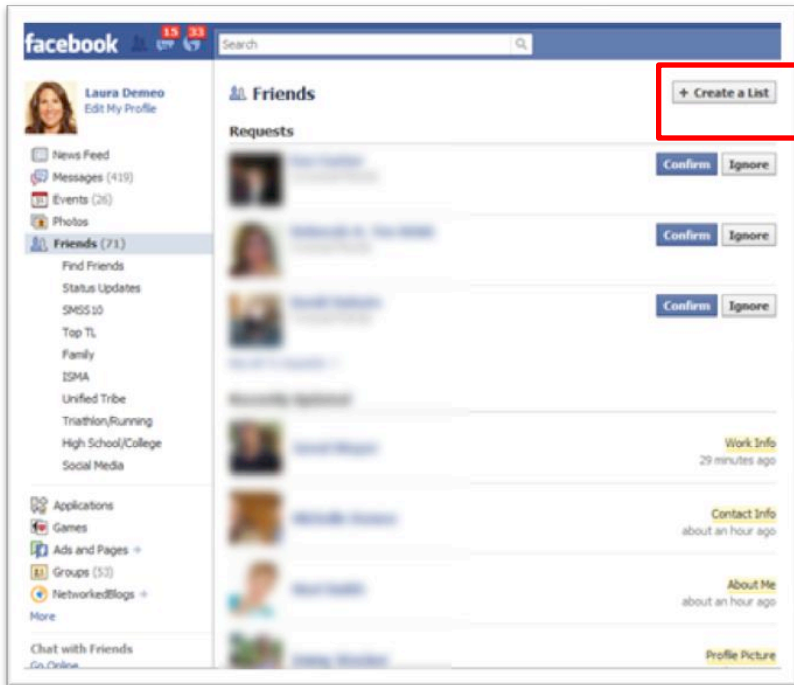 facebook 15 33 Search
Laura Demeo
Edit My Profile
News Feed
Messages (419)
Events (26)
Photos
Friends (71)
Find Friends
Status Updates
SMSS10
Top TL
Family
ISMA
Unified Tribe
Triathlon/Running
High School/College
Social Media
Applications
Games
Ads and Pages +
Groups (53)
NetworkedBlogs +
More
Chat with Friends
Go Online
Friends + Create a List
Requests
Confirm Ignore
Confirm Ignore
Confirm Ignore
Work Info
29 minutes ago
Contact Info
about an hour ago
About Me
about an hour ago
Profile Picture